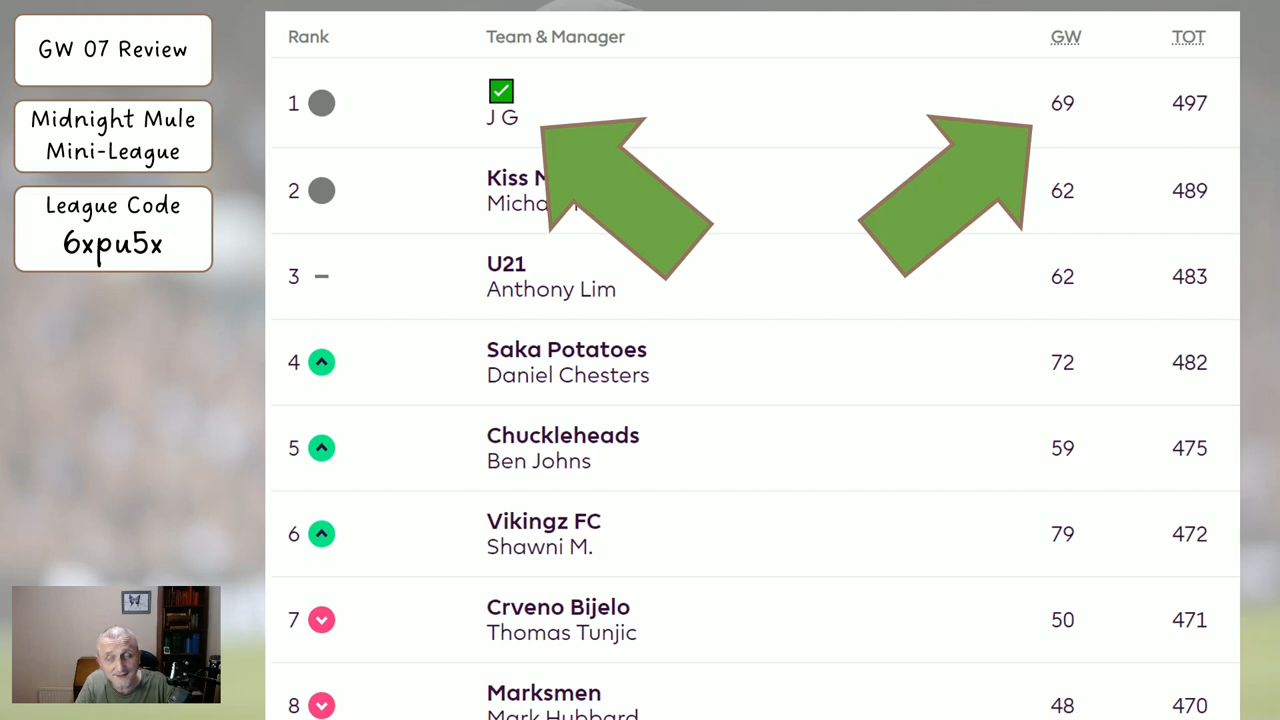 GW 07 Review
Midnight Mule
Mini-League
League Code
6xpu5x
Rank Team & Manager GW TOT
1 J G 69 497
2 Kiss 62 489
3 U21 62 483
Anthony Lim
4 Saka Potatoes 72 482
Daniel Chesters
5 Chuckleheads 59 475
Ben Johns
6 Vikingz FC 79 472
Shawni M.
7 Crveno Bijelo 50 471
Thomas Tunjic
8 Marksmen 48 470
Mark Hubbard